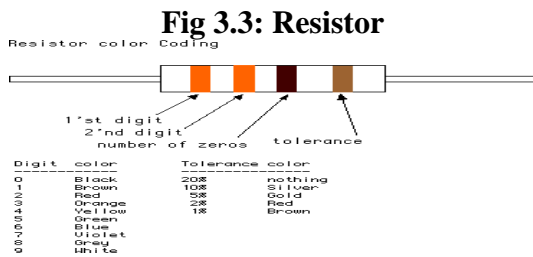 Fig 3.3: Resistor
Resistor color Coding
1'st digit
2'nd digit
number of zeros
tolerance
Digit color Tolerance color
0 Black 20% nothing
1 Brown 10% Silver
2 Red 5% Gold
3 Orange 2% Red
4 Yellow 1% Brown
5 Green
6 Blue
7 Violet
8 Grey
9 White